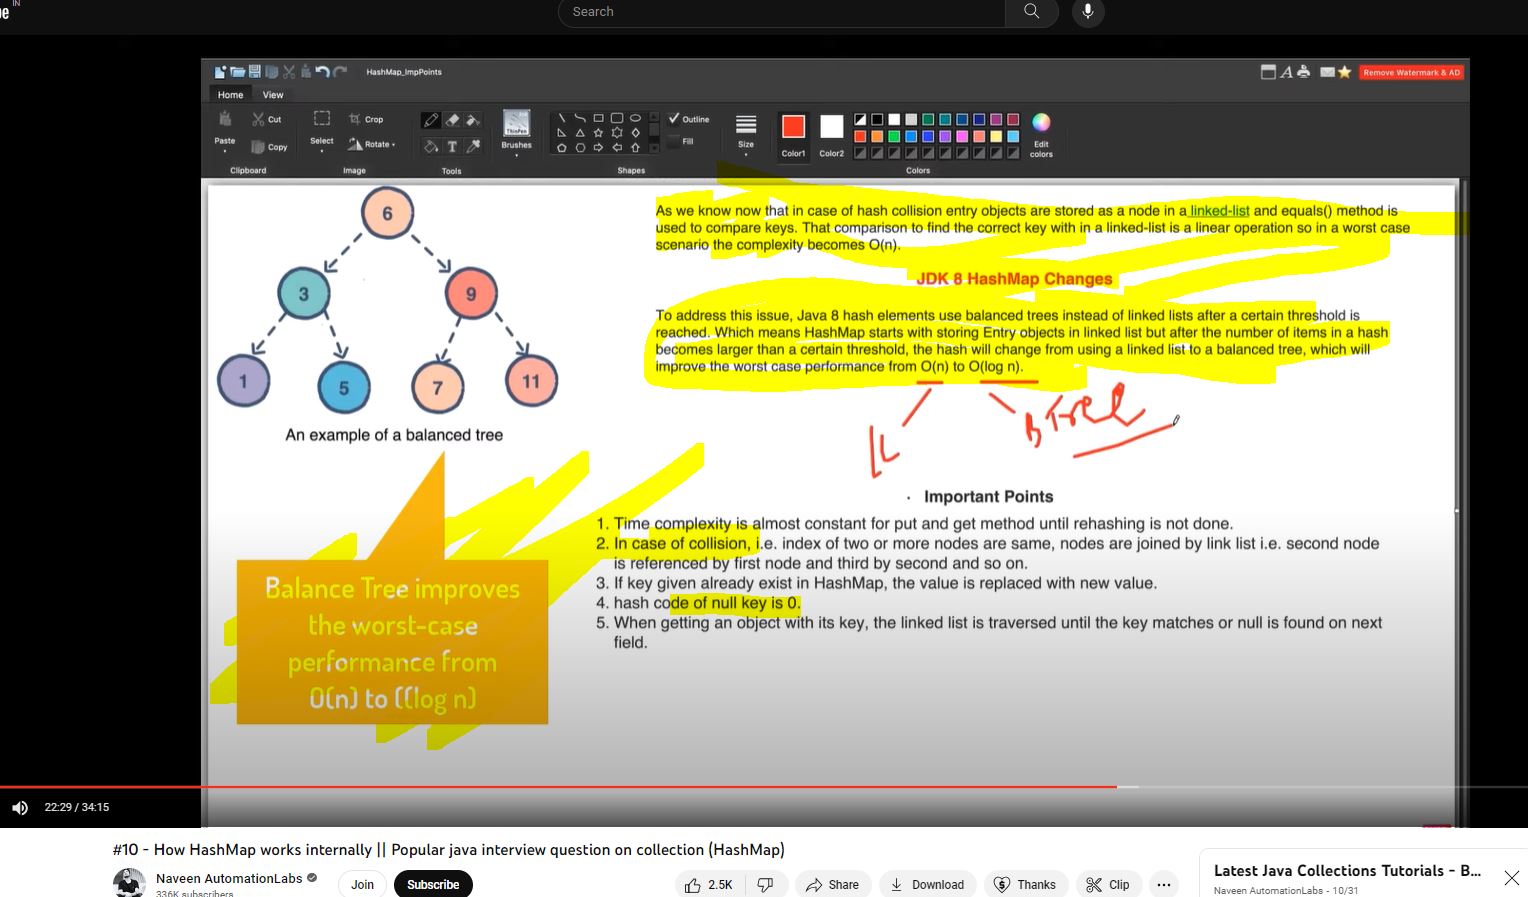 IN
be
Search
HashMap_ImpPoints
Remove Watermark & AD
Home View
Paste
Cut
Copy
Clipboard
Select
Crop
Rotate
Image
Tools
ThinPen
Brushes
Outline
Fill
Shapes
Size
Color1
Color2
Edit
colors
Colors
6
3
9
1
5
7
11
An example of a balanced tree
Balance Tree improves
the worst-case
performance from
O(n) to ((log n)
As we know now that in case of hash collision entry objects are stored as a node in a linked-list and equals() method is
used to compare keys. That comparison to find the correct key with in a linked-list is a linear operation so in a worst case
scenario the complexity becomes O(n).
JDK 8 HashMap Changes
To address this issue, Java 8 hash elements use balanced trees instead of linked lists after a certain threshold is
reached. Which means HashMap starts with storing Entry objects in linked list but after the number of items in a hash
becomes larger than a certain threshold, the hash will change from using a linked list to a balanced tree, which will
improve the worst case performance from O(n) to O(log n).
LL
B Tree
Important Points
1. Time complexity is almost constant for put and get method until rehashing is not done.
2. In case of collision, i.e. index of two or more nodes are same, nodes are joined by link list i.e. second node
is referenced by first node and third by second and so on.
3. If key given already exist in HashMap, the value is replaced with new value.
4. hash code of null key is 0.
5. When getting an object with its key, the linked list is traversed until the key matches or null is found on next
field.
22:29 / 34:15
#10 - How HashMap works internally || Popular java interview question on collection (HashMap)
Naveen AutomationLabs
336K subscribers
Join
Subscribe
2.5K
Share
Download
Thanks
Clip
Latest Java Collections Tutorials - B...
Naveen AutomationLabs - 10/31